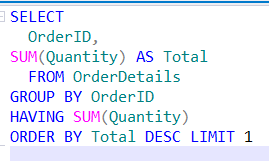 SELECT
OrderID,
SUM(Quantity) AS Total
FROM OrderDetails
GROUP BY OrderID
HAVING SUM(Quantity)
ORDER BY Total DESC LIMIT 1